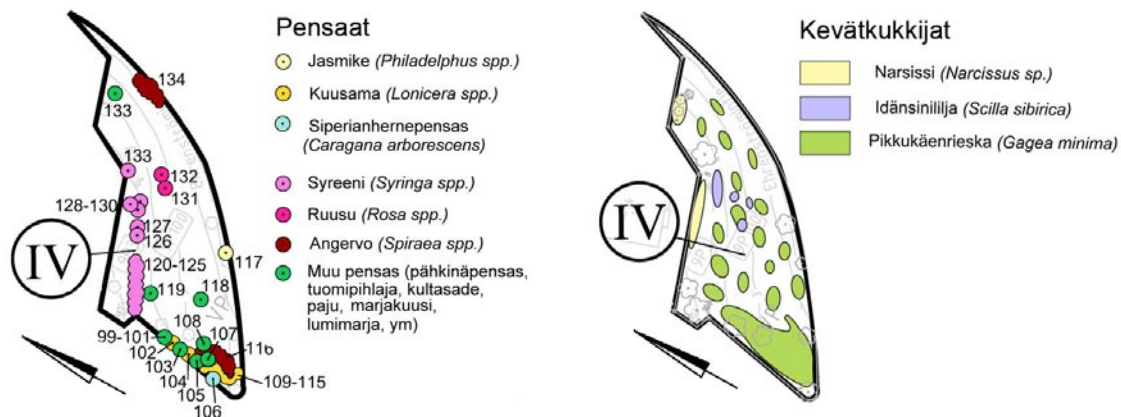 Pensaat
Jasmike (Philadelphus spp.)
Kuusama (Lonicera spp.)
Siperianhernepensas
(Caragana arborescens)
Syreeni (Syringa spp.)
Ruusu (Rosa spp.)
Angervo (Spiraea spp.)
Muu pensas (pähkinäpensas,
tuomipihlaja, kultasade,
paju, marjakuusi,
lumimarja, ym)
134
133
133
132
131
128-130
127
126
IV
120-125
117
119
118
108
107
99-101
102
103
104
105
106
116
109-115
VP
Kevätkukkijat
Narsissi (Narcissus sp.)
Idänsinililja (Scilla sibirica)
Pikkukäenrieska (Gagea minima)
IV